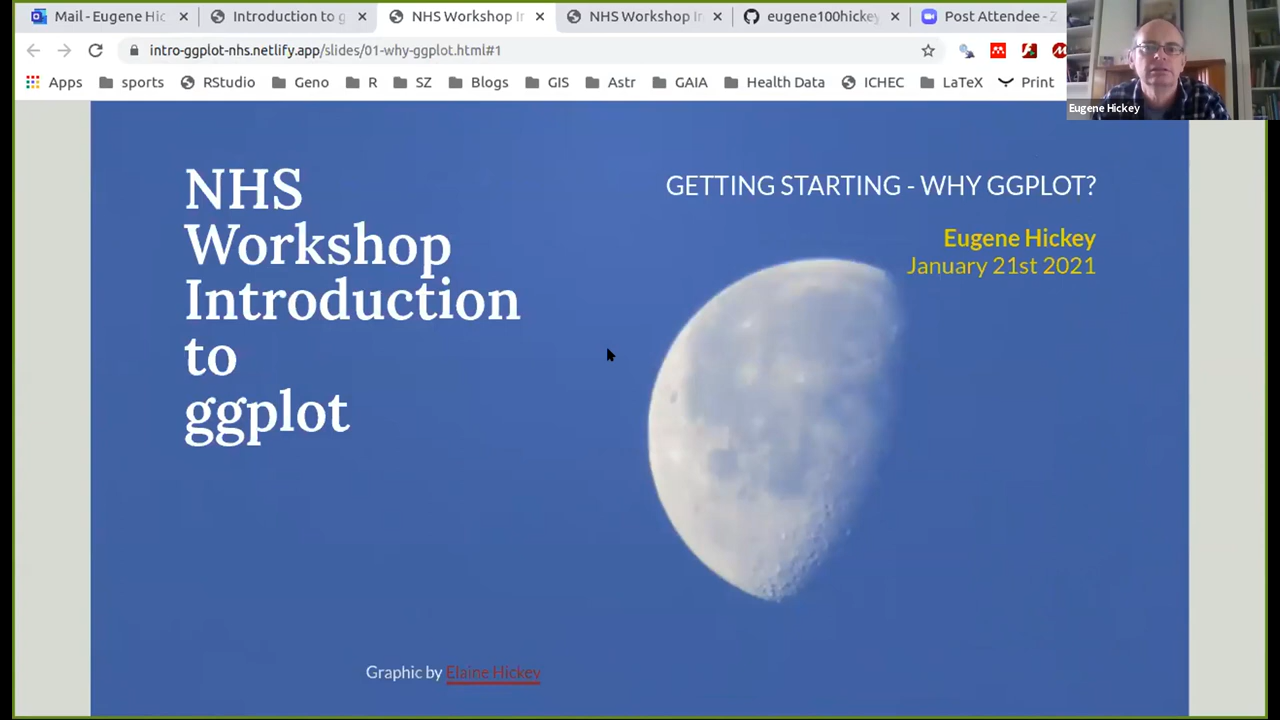 Mail - Eugene Hic
Introduction to g
NHS Workshop I
NHS Workshop I
eugene100hickey
Post Attendee - Z
intro-ggplot-nhs.netlify.app/slides/01-why-ggplot.html#1
Apps
sports
RStudio
Geno
R
SZ
Blogs
GIS
Astr
GAIA
Health Data
ICHEC
LaTeX
Print
Eugene Hickey
NHS
Workshop
Introduction
to
ggplot
GETTING STARTING - WHY GGPLOT?
Eugene Hickey
January 21st 2021
Graphic by Elaine Hickey